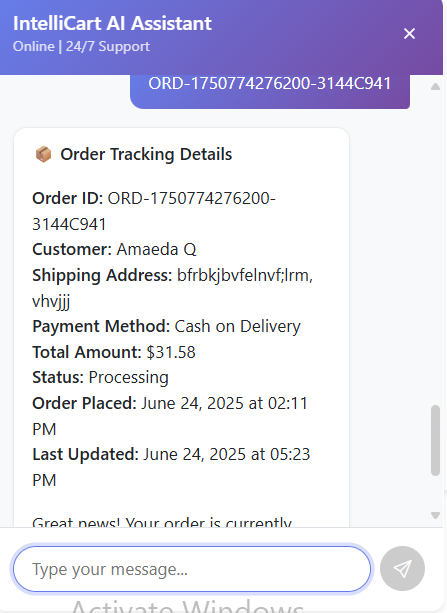 IntelliCart AI Assistant
Online | 24/7 Support
ORD-1750774276200-3144C941
Order Tracking Details
Order ID: ORD-1750774276200-
3144C941
Customer: Amaeda Q
Shipping Address: bfrbkjbvfelnvf;lrm,
vhvjjj
Payment Method: Cash on Delivery
Total Amount: $31.58
Status: Processing
Order Placed: June 24, 2025 at 02:11
PM
Last Updated: June 24, 2025 at 05:23
PM
Great news! Your order is currently
Type your message...
Activate Windows